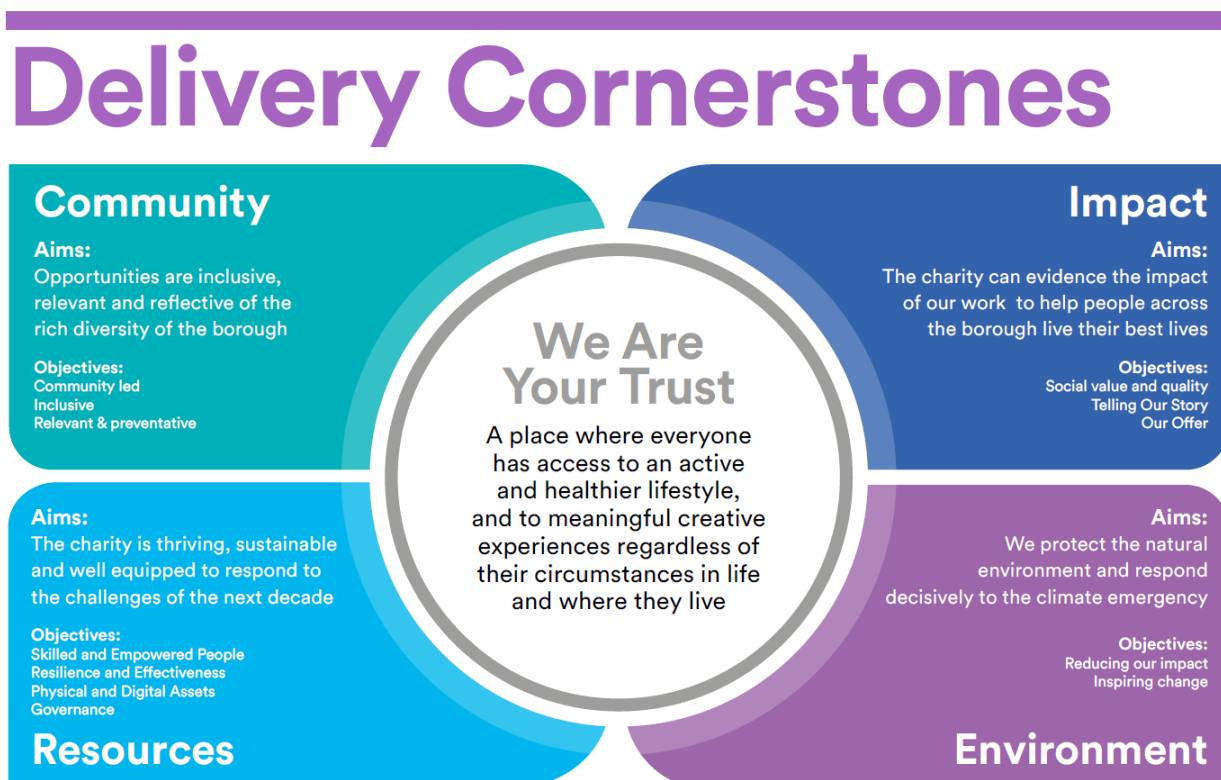 Delivery Cornerstones
Community
Aims:
Opportunities are inclusive,
relevant and reflective of the
rich diversity of the borough
Objectives:
Community led
Inclusive
Relevant & preventative
Impact
Aims:
The charity can evidence the impact
of our work to help people across
the borough live their best lives
Objectives:
Social value and quality
Telling Our Story
Our Offer
We Are
Your Trust
A place where everyone
has access to an active
and healthier lifestyle,
and to meaningful creative
experiences regardless of
their circumstances in life
and where they live
Aims:
The charity is thriving, sustainable
and well equipped to respond to
the challenges of the next decade
Objectives:
Skilled and Empowered People
Resilience and Effectiveness
Physical and Digital Assets
Governance
Resources
Aims:
We protect the natural
environment and respond
decisively to the climate emergency
Objectives:
Reducing our impact
Inspiring change
Environment